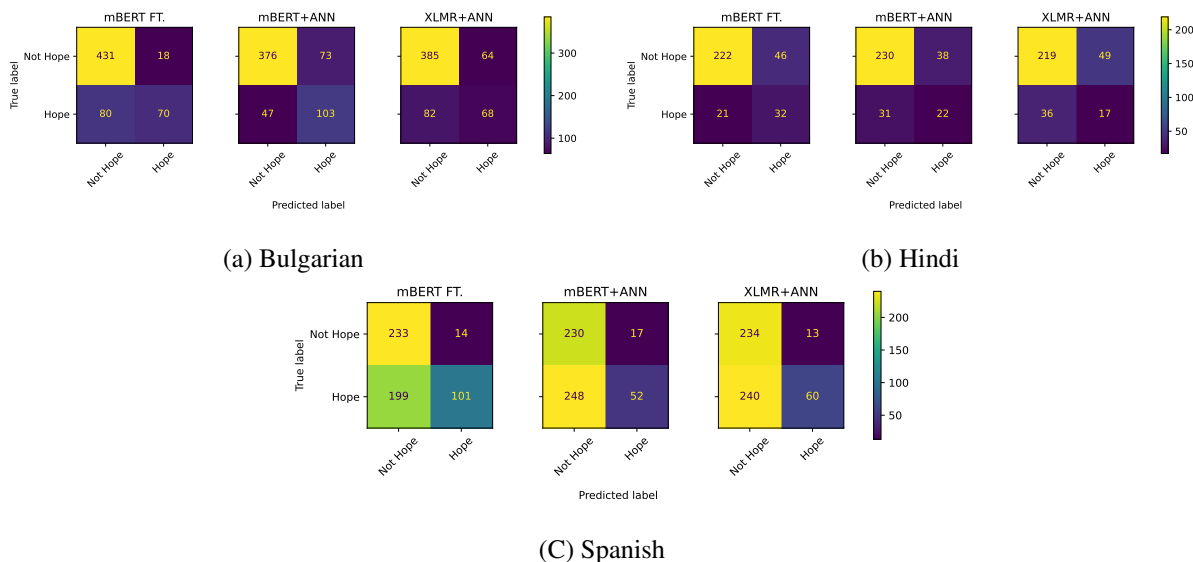 mBERT FT. mBERT+ANN XLMR+ANN
True label
Not Hope 431 18 376 73 385 64
Hope 80 70 47 103 82 68
Not Hope Hope Not Hope Hope Not Hope Hope
Predicted label
300
200
100
(a) Bulgarian
mBERT FT. mBERT+ANN XLMR+ANN
True label
Not Hope 222 46 230 38 219 49
Hope 21 32 31 22 36 17
Not Hope Hope Not Hope Hope Not Hope Hope
Predicted label
200
150
100
50
(b) Hindi
mBERT FT. mBERT+ANN XLMR+ANN
True label
Not Hope 233 14 230 17 234 13
Hope 199 101 248 52 240 60
Not Hope Hope Not Hope Hope Not Hope Hope
Predicted label
200
150
100
50
(C) Spanish